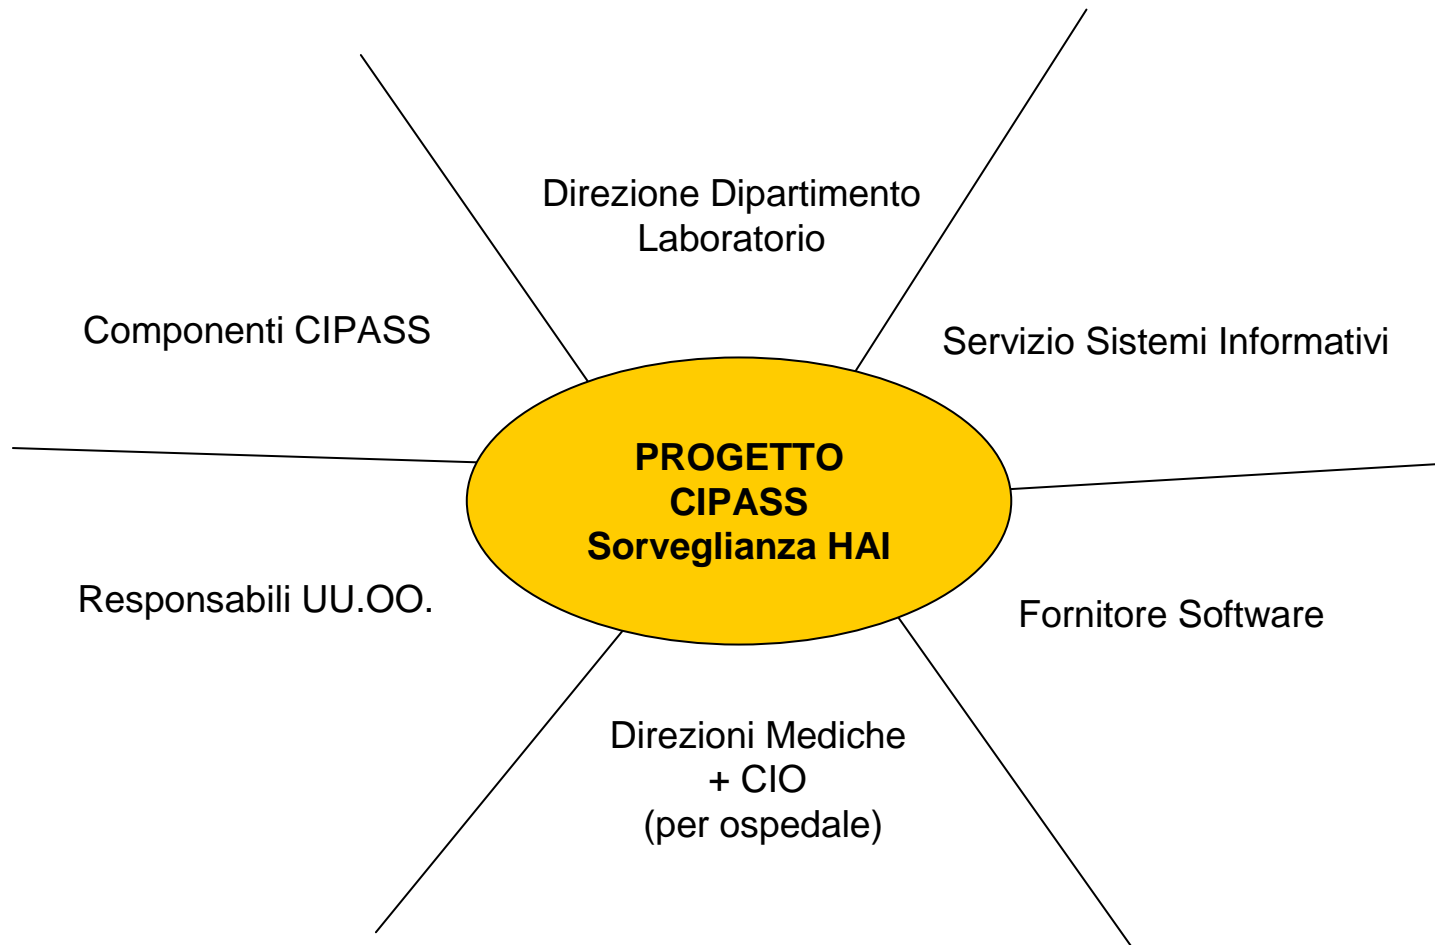 Direzione Dipartimento
Laboratorio
Componenti CIPASS
Servizio Sistemi Informativi
PROGETTO
CIPASS
Sorveglianza HAI
Responsabili UU.OO.
Fornitore Software
Direzioni Mediche
+ CIO
(per ospedale)